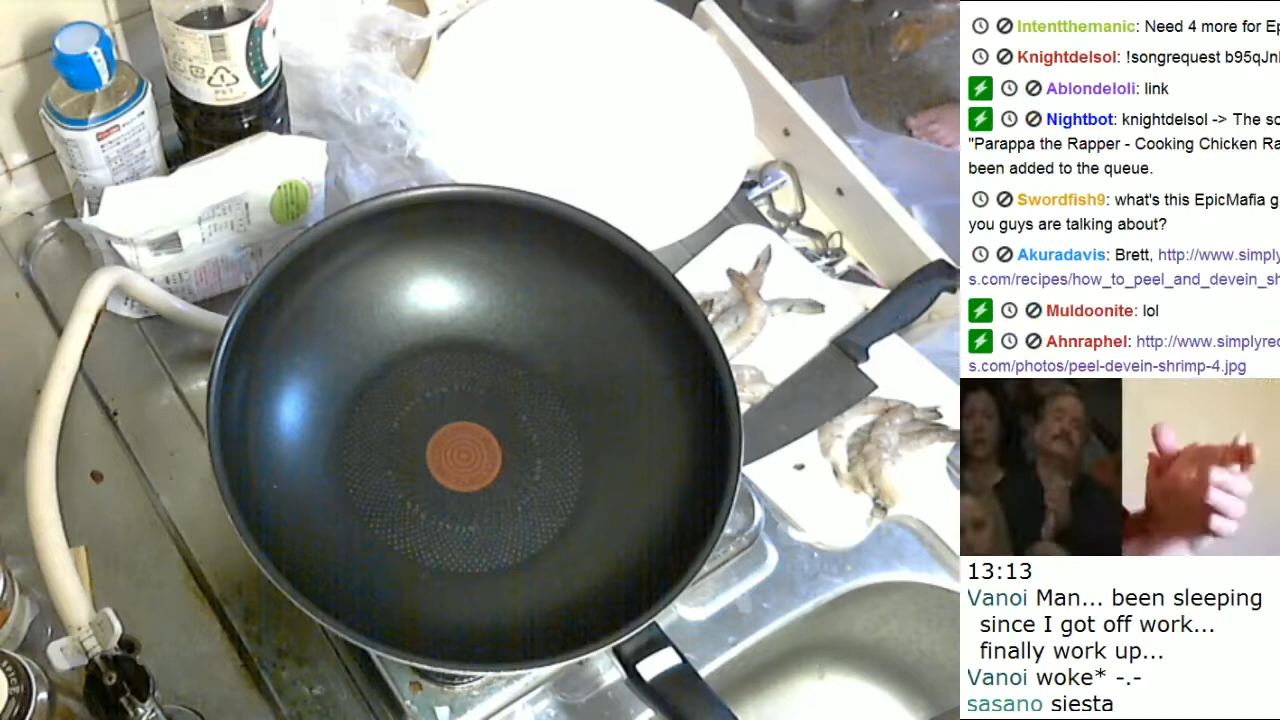 Intentthemanic: Need 4 more for Ep
Knightdelsol: !songrequest b95qJn
Ablondeloli: link
Nightbot: knightdelsol -> The so
"Parappa the Rapper - Cooking Chicken Ra
been added to the queue.
Swordfish9: what's this EpicMafia g
you guys are talking about?
Akuradavis: Brett, http://www.simply
s.com/recipes/how_to_peel_and_devein_sh
Muldoonite: lol
Ahnraphel: http://www.simplyrec
s.com/photos/peel-devein-shrimp-4.jpg
13:13
Vanoi Man... been sleeping
since I got off work...
finally work up...
Vanoi woke* -.-
sasano siesta